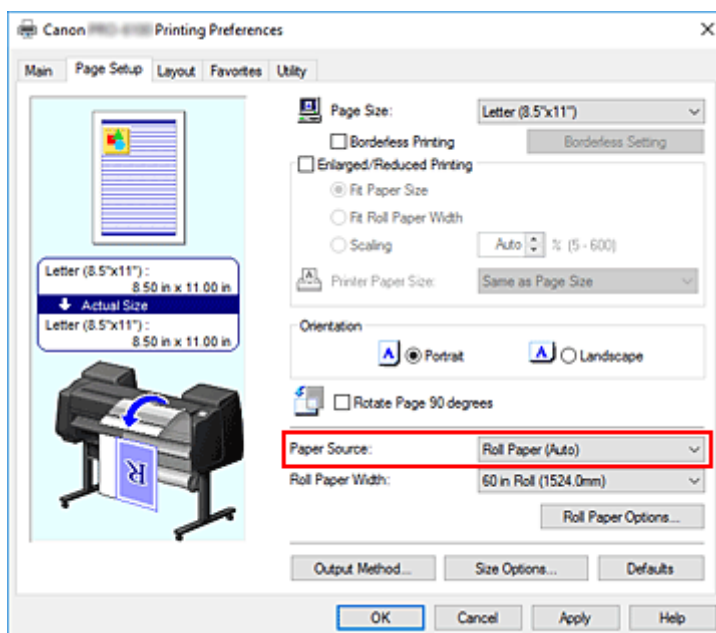 Canon Printing Preferences
Main Page Setup Layout Favorites Utility
Page Size: Letter (8.5"x11")
Borderless Printing Borderless Setting
Enlarged/Reduced Printing
Fit Paper Size
Fit Roll Paper Width
Scaling Auto % (5 - 600)
Printer Paper Size: Same as Page Size
Letter (8.5"x11") :
8.50 in x 11.00 in
Actual Size
Letter (8.5"x11") :
8.50 in x 11.00 in
Orientation
A Portrait A Landscape
Rotate Page 90 degrees
Paper Source: Roll Paper (Auto)
Roll Paper Width: 60 in Roll (1524.0mm)
R
Roll Paper Options...
Output Method... Size Options... Defaults
OK Cancel Apply Help